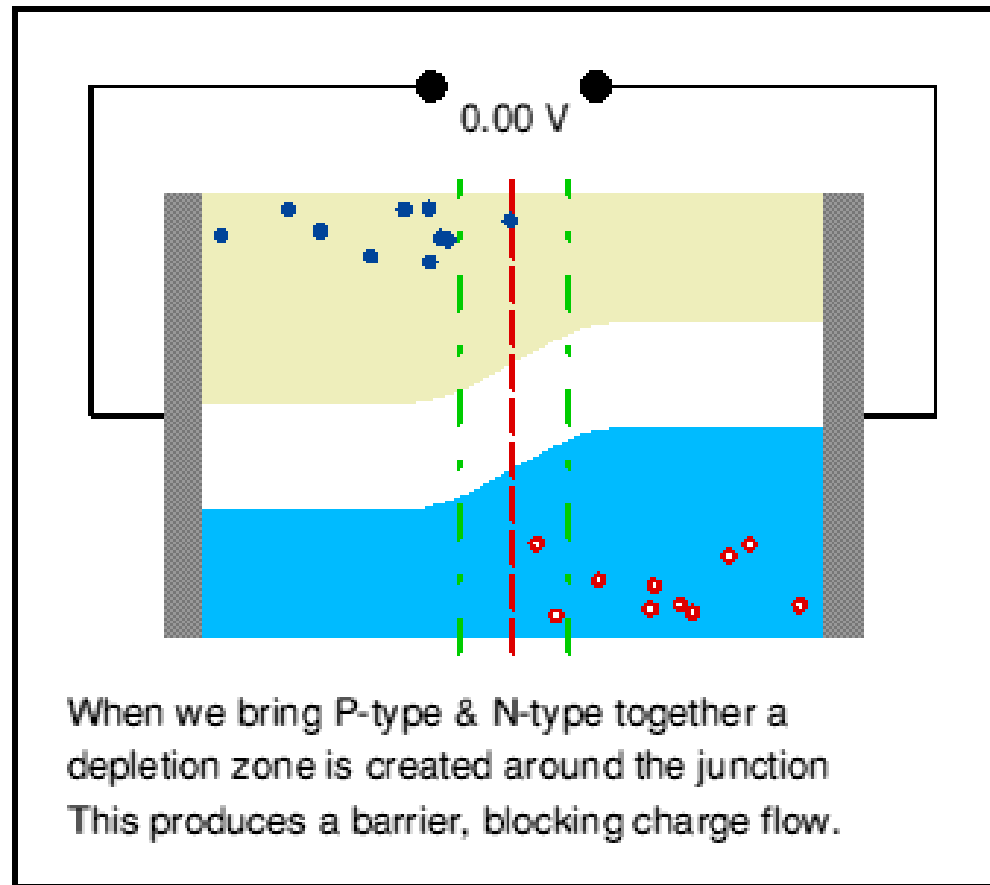 0.00 V
When we bring P-type & N-type together a
depletion zone is created around the junction
This produces a barrier, blocking charge flow.